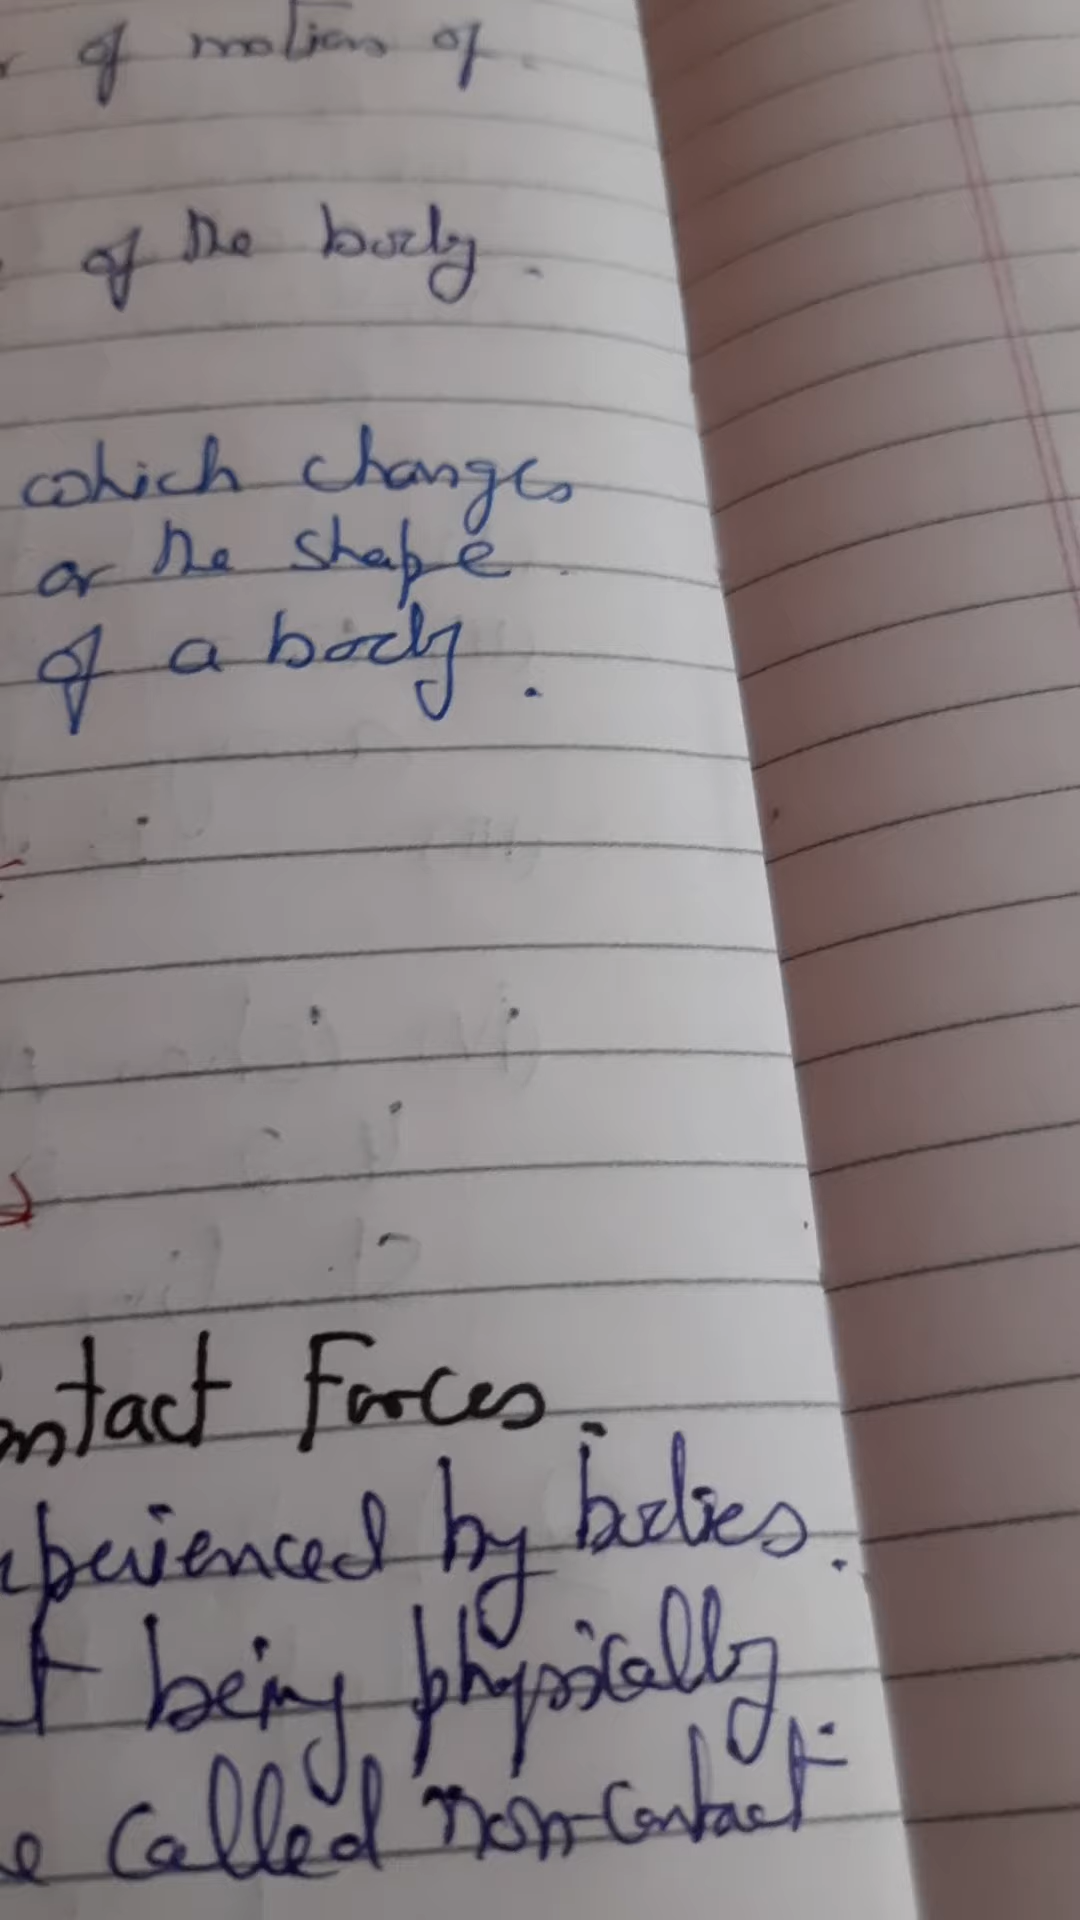 of motion of
of the body.
which changes
or the shape
of a body.
ntact Forces.
perienced by bodies.
t being physically
e called non-contact